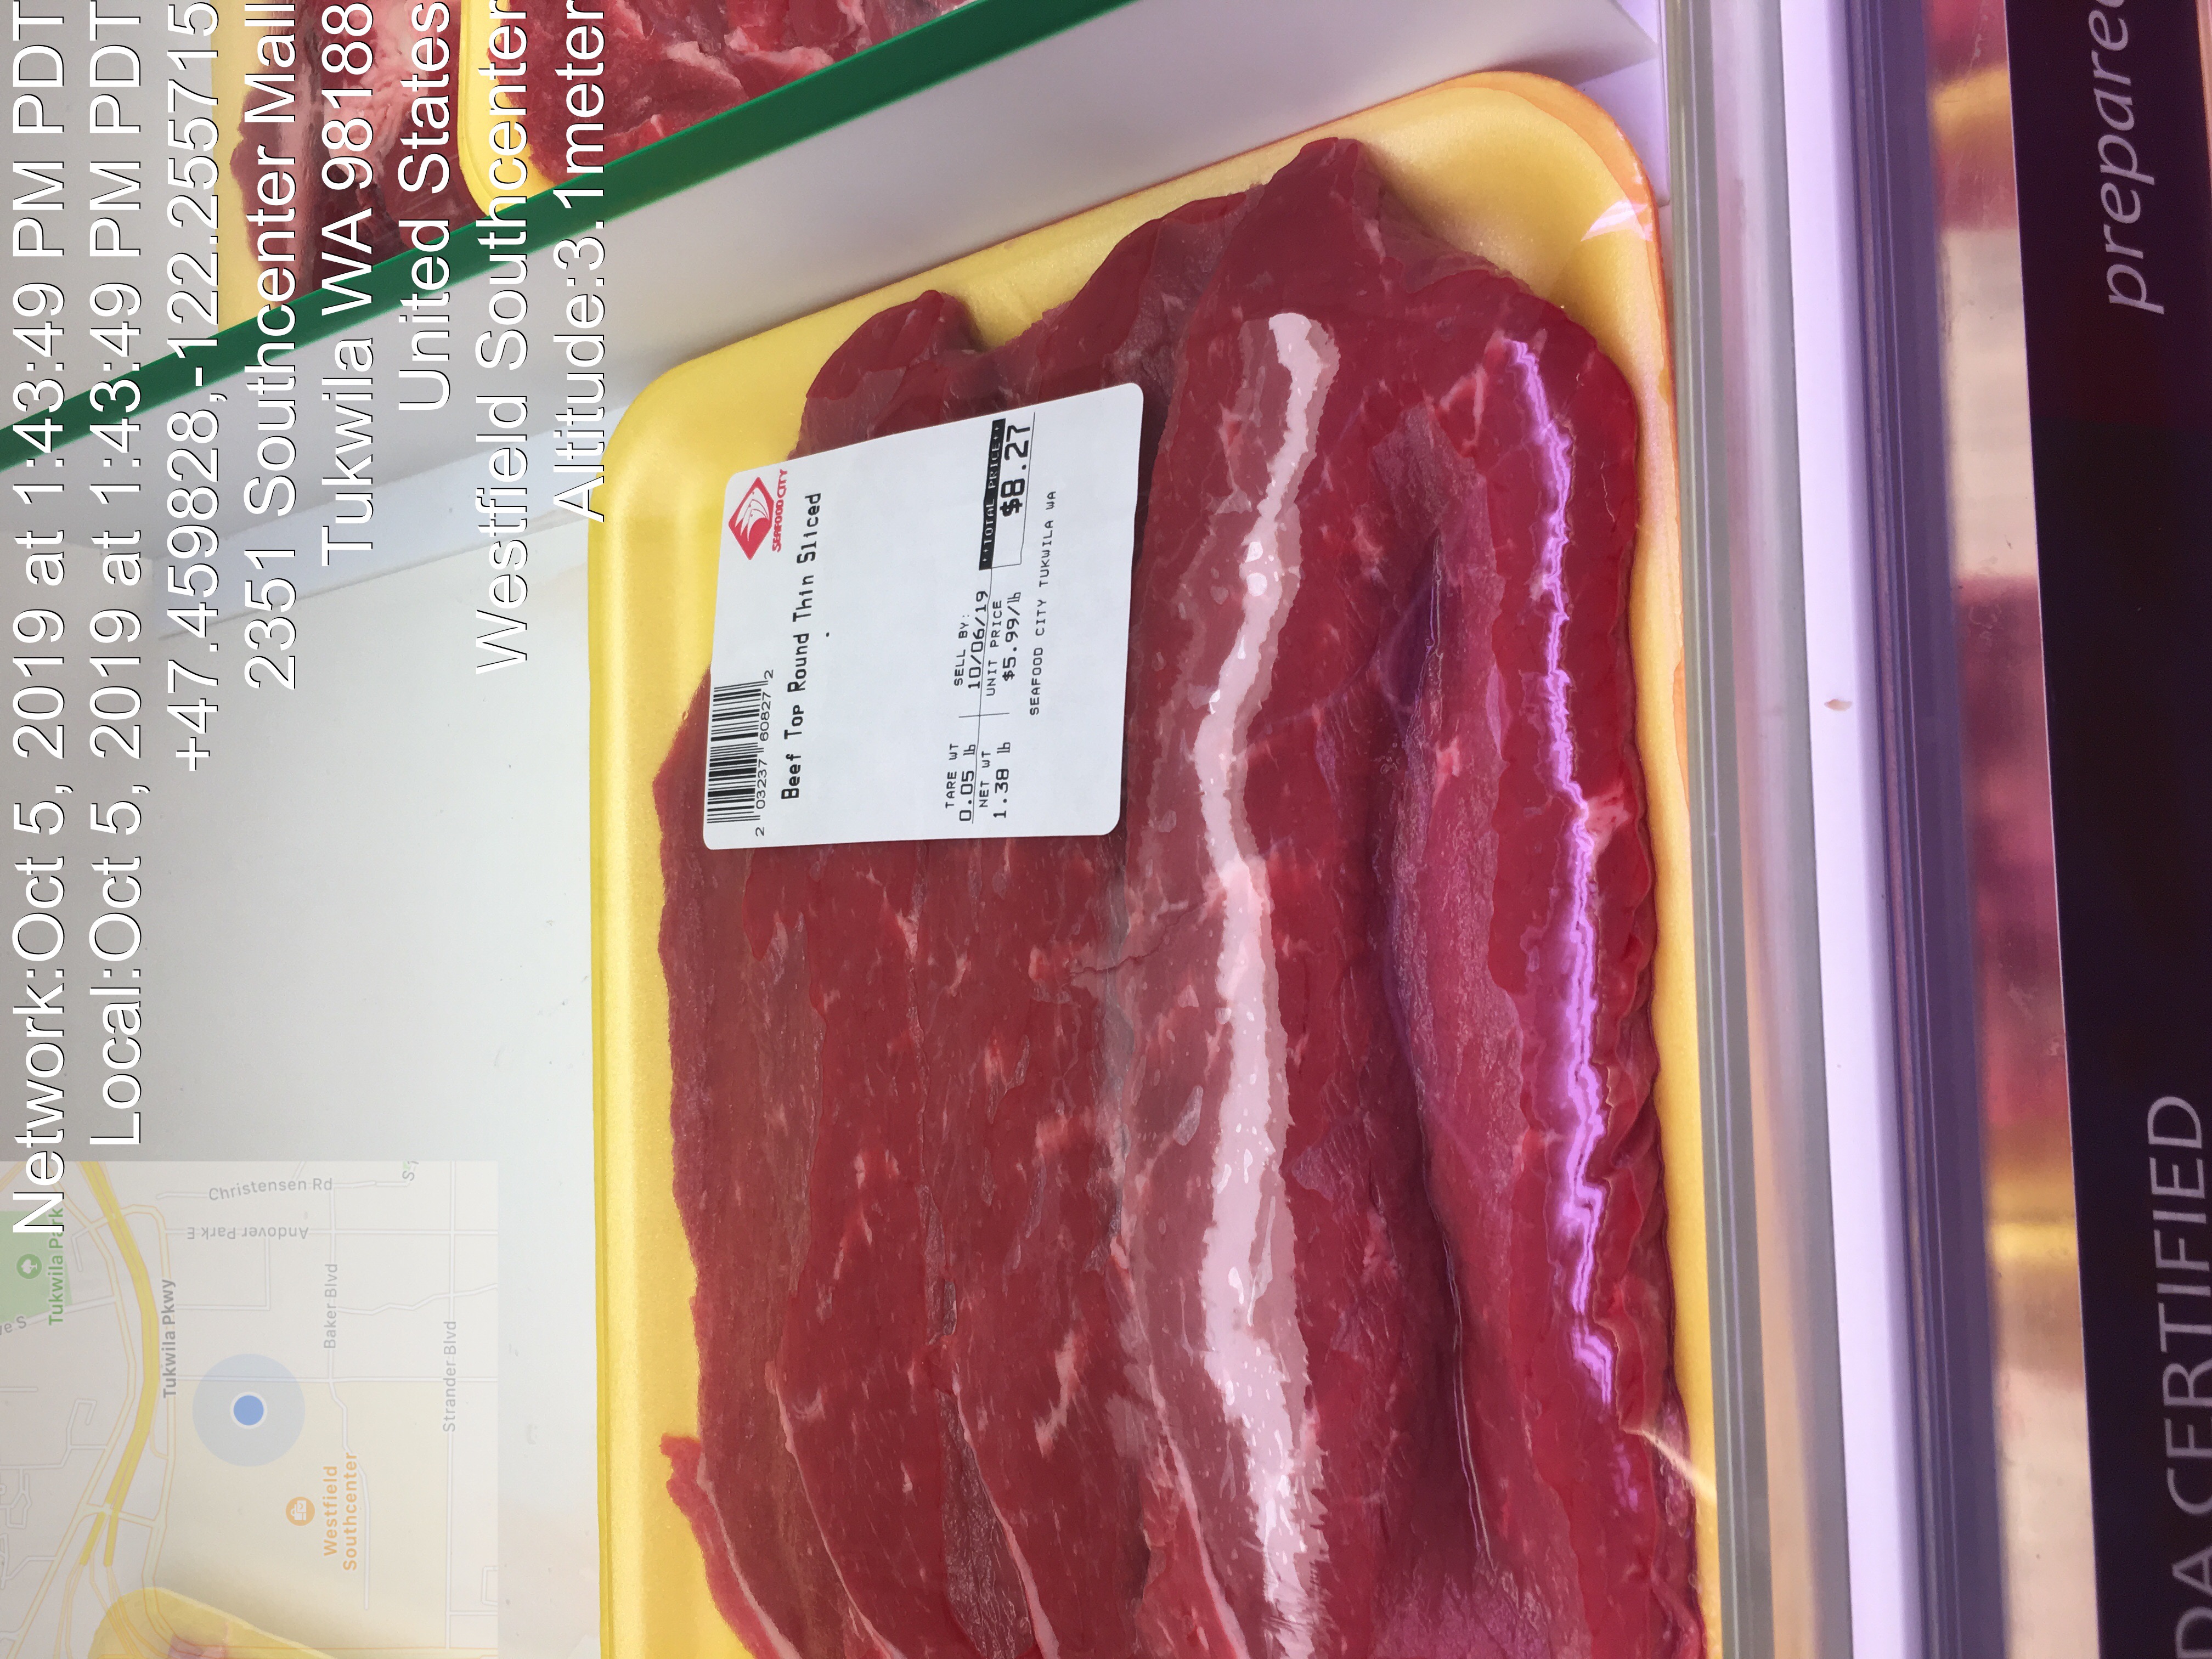 Network:Oct 5, 2019 at 1:43:49 PM PDT
Local:Oct 5, 2019 at 1:43:49 PM PDT
+47.459828,-122.255715
2351 Southcenter Mall
Tukwila WA 98188
United States
Westfield Southcenter
Altitude:3.1meter
Tukwila Park
Tukwila Pkwy
Andover Park E
Christensen Rd
Westfield
Southcenter
Baker Blvd
Strander Blvd
2 03237 60827 2
SEAFOOD CITY
Beef Top Round Thin Sliced
TARE WT
0.05 lb
SELL BY:
10/06/19
NET WT
1.38 lb
UNIT PRICE
$5.99/lb
**TOTAL PRICE**
$8.27
SEAFOOD CITY TUKWILA WA
DA CERTIFIED
prepared